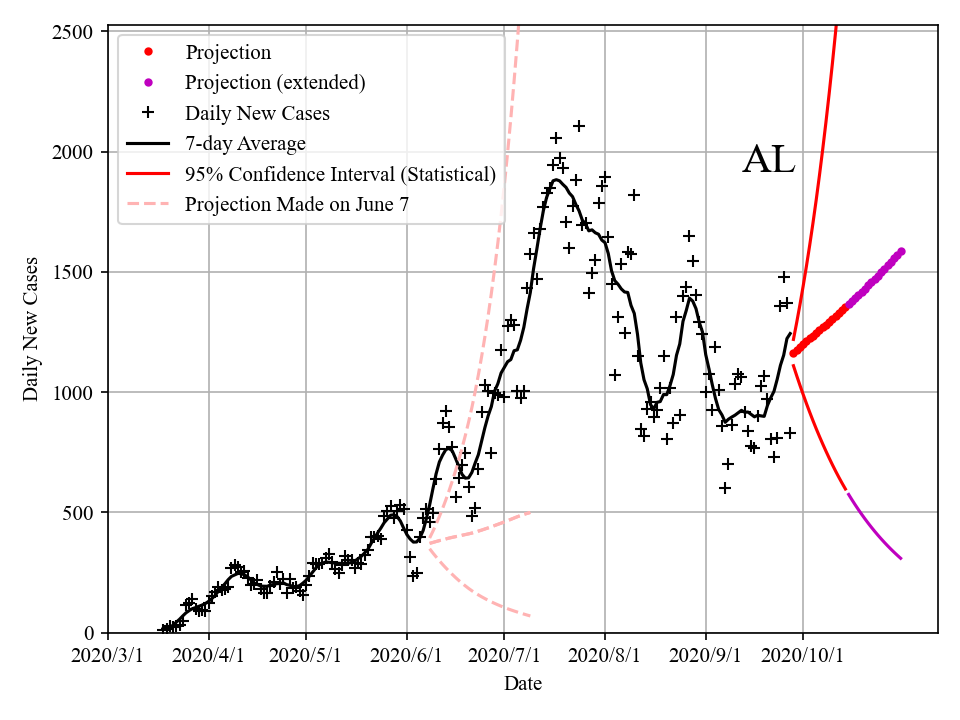 2500
2000
1500
1000
500
0
Daily New Cases
Projection
Projection (extended)
Daily New Cases
7-day Average
95% Confidence Interval (Statistical)
Projection Made on June 7
AL
2020/3/1 2020/4/1 2020/5/1 2020/6/1 2020/7/1 2020/8/1 2020/9/1 2020/10/1
Date